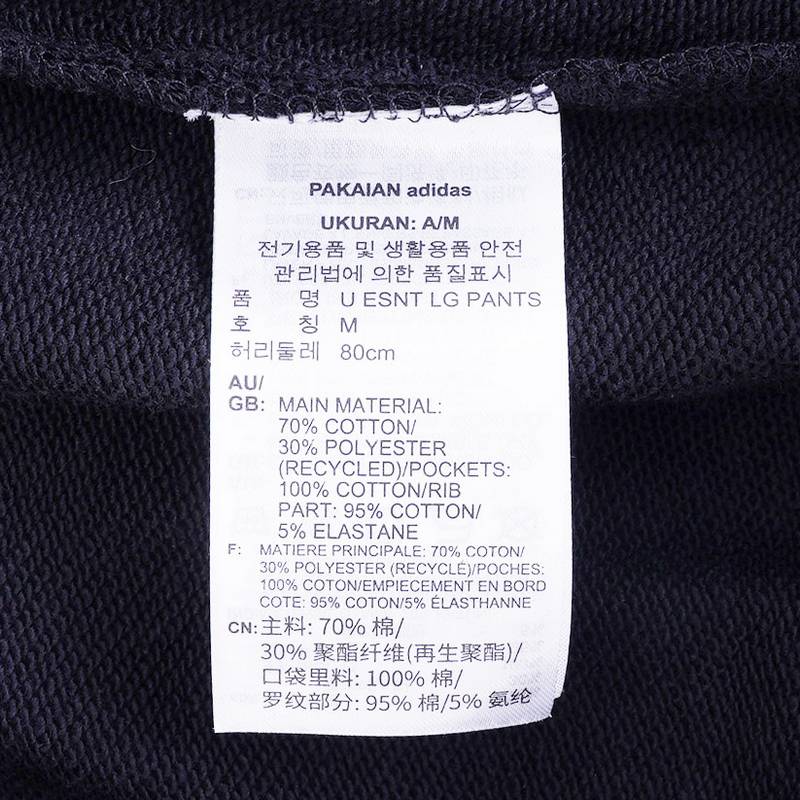 PAKAIAN adidas
UKURAN: A/M
전기용품 및 생활용품 안전
관리법에 의한 품질표시
품 명 U ESNT LG PANTS
호 칭 M
허리둘레 80cm
AU/
GB: MAIN MATERIAL:
70% COTTON/
30% POLYESTER
(RECYCLED)/POCKETS:
100% COTTON/RIB
PART: 95% COTTON/
5% ELASTANE
F: MATIERE PRINCIPALE: 70% COTON/
30% POLYESTER (RECYCLÉ)/POCHES:
100% COTON/EMPIECEMENT EN BORD
COTE: 95% COTON/5% ÉLASTHANNE
CN: 主料: 70% 棉/
30% 聚酯纤维(再生聚酯)/
口袋里料: 100% 棉/
罗纹部分: 95% 棉/5% 氨纶